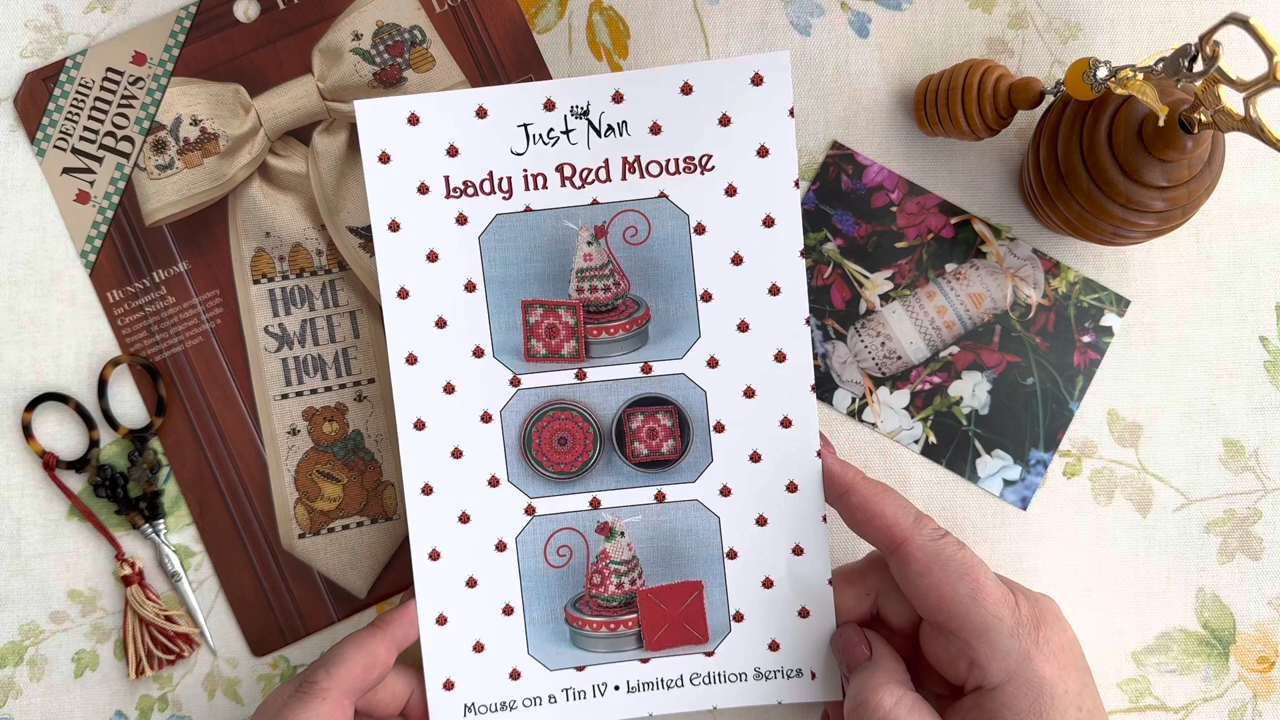 DEBBIE
Mumm
Bows
HUNNY HOME
in Counted
Cross Stitch
HOME
SWEET
HOME
Just Nan
Lady in Red Mouse
Mouse on a Tin IV • Limited Edition Series